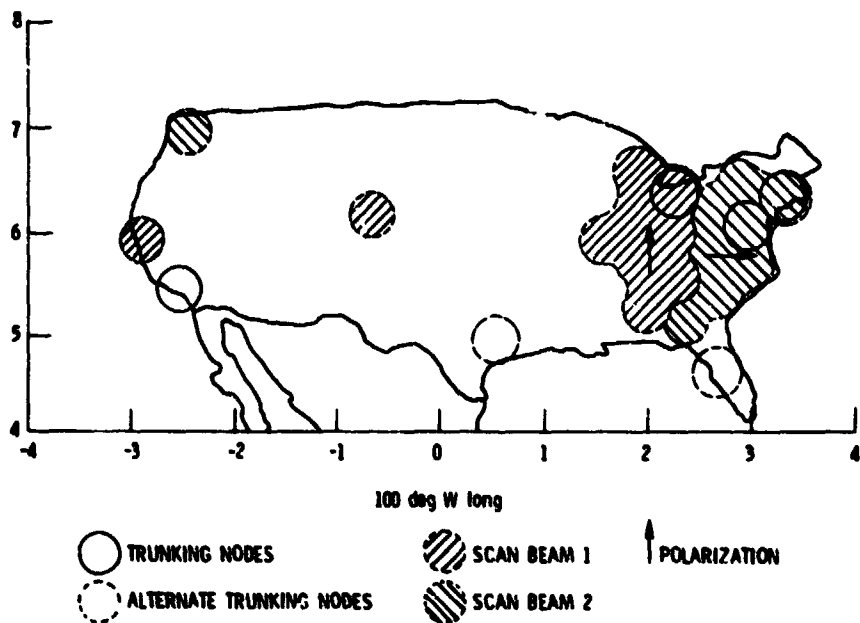 8
7
6
5
4
-4 -3 -2 -1 0 1 2 3 4
100 deg W long
TRUNKING NODES
SCAN BEAM 1
POLARIZATION
ALTERNATE TRUNKING NODES
SCAN BEAM 2